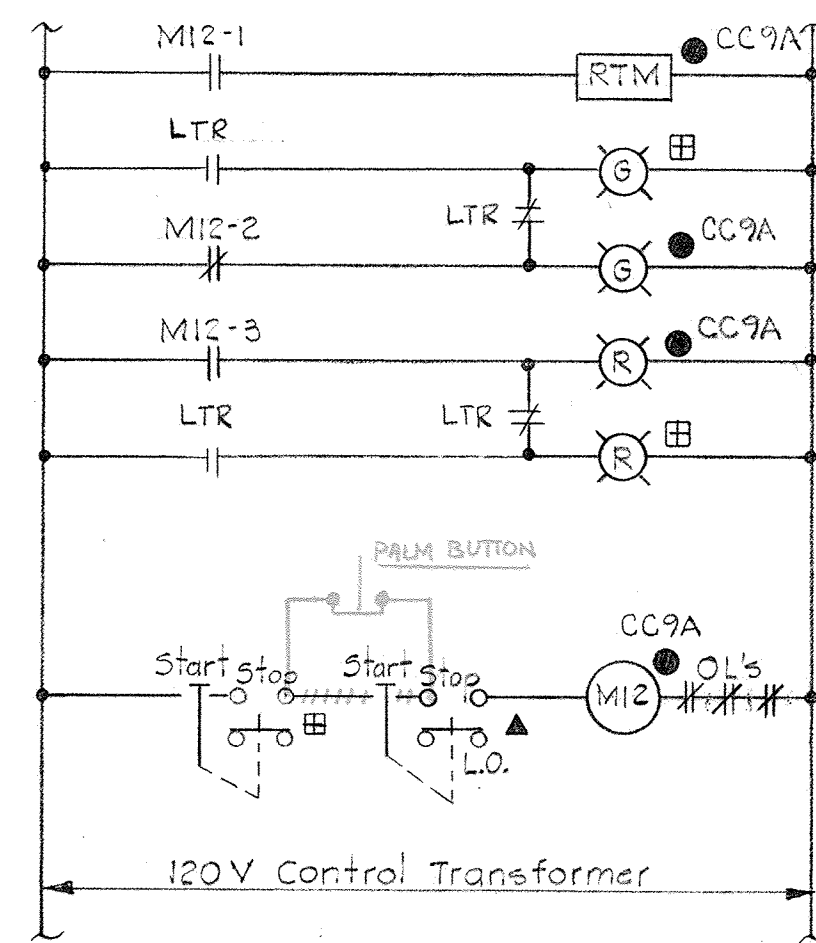 M12-1
CC9A
RTM
LTR
G
LTR
M12-2
CC9A
G
M12-3
CC9A
R
LTR
LTR
R
PALM BUTTON
CC9A
Start Stop Start Stop OL's
M12
L.O.
120V Control Transformer